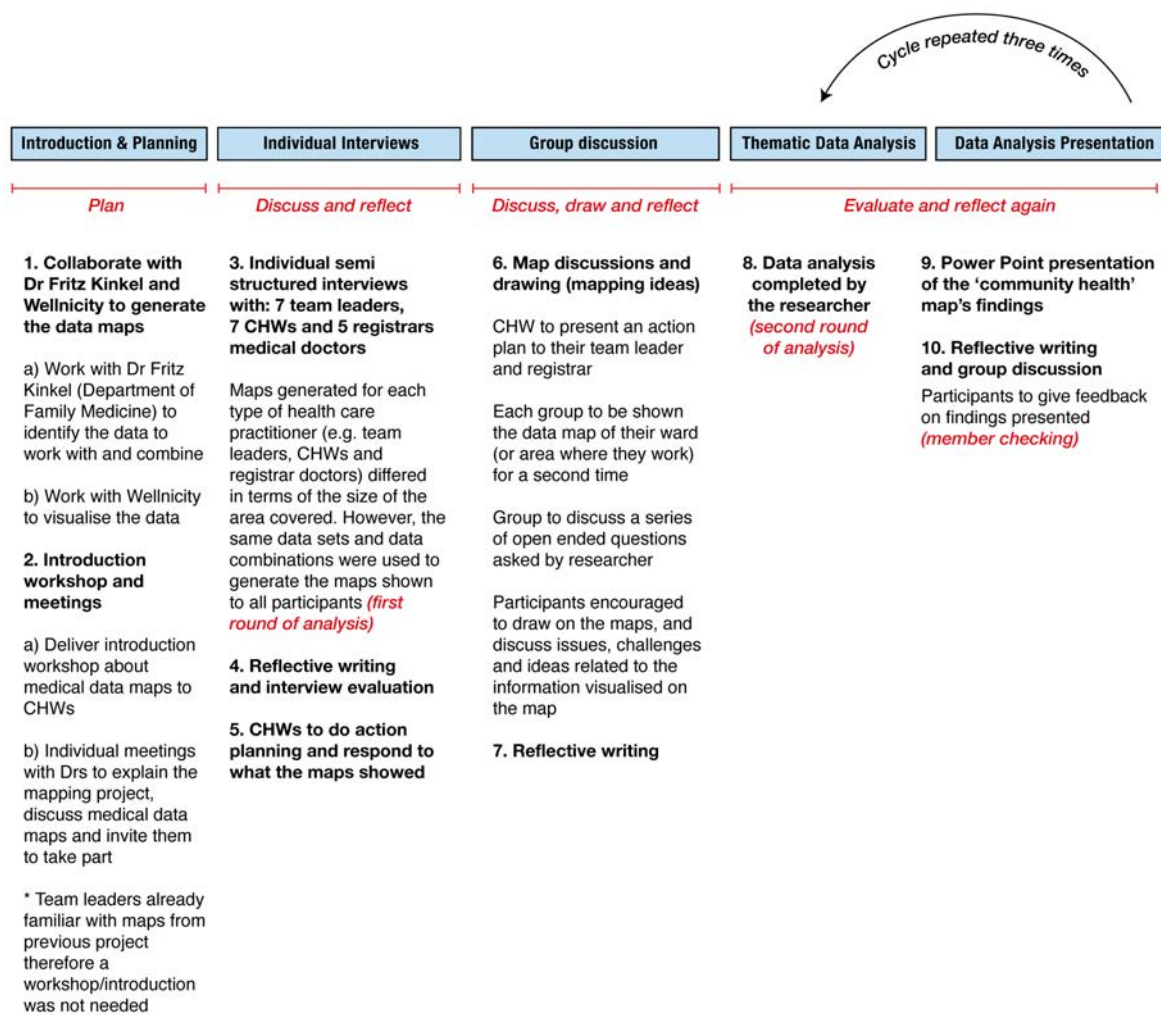 Cycle repeated three times
Introduction & Planning
Individual Interviews
Group discussion
Thematic Data Analysis
Data Analysis Presentation
Plan
Discuss and reflect
Discuss, draw and reflect
Evaluate and reflect again
1. Collaborate with
Dr Fritz Kinkel and
Wellnicity to generate
the data maps
a) Work with Dr Fritz
Kinkel (Department of
Family Medicine) to
identify the data to
work with and combine
b) Work with Wellnicity
to visualise the data
2. Introduction
workshop and
meetings
a) Deliver introduction
workshop about
medical data maps to
CHWs
b) Individual meetings
with Drs to explain the
mapping project,
discuss medical data
maps and invite them
to take part
* Team leaders already
familiar with maps from
previous project
therefore a
workshop/introduction
was not needed
3. Individual semi
structured interviews
with: 7 team leaders,
7 CHWs and 5 registrars
medical doctors
Maps generated for each
type of health care
practitioner (e.g. team
leaders, CHWs and
registrar doctors) differed
in terms of the size of the
area covered. However, the
same data sets and data
combinations were used to
generate the maps shown
to all participants (first
round of analysis)
4. Reflective writing
and interview evaluation
5. CHWs to do action
planning and respond to
what the maps showed
6. Map discussions and
drawing (mapping ideas)
CHW to present an action
plan to their team leader
and registrar
Each group to be shown
the data map of their ward
(or area where they work)
for a second time
Group to discuss a series
of open ended questions
asked by researcher
Participants encouraged
to draw on the maps, and
discuss issues, challenges
and ideas related to the
information visualised on
the map
7. Reflective writing
8. Data analysis
completed by
the researcher
(second round
of analysis)
9. Power Point presentation
of the ‘community health’
map’s findings
10. Reflective writing
and group discussion
Participants to give feedback
on findings presented
(member checking)